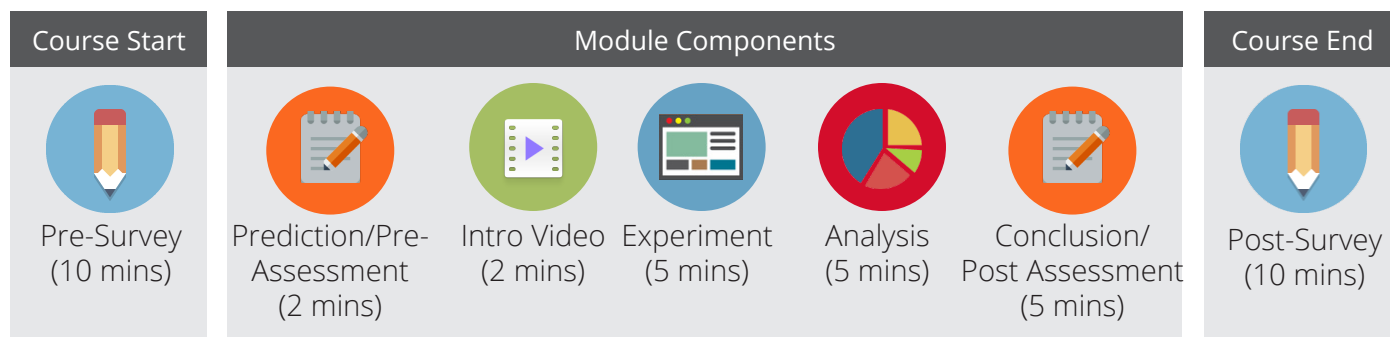 Course Start
Pre-Survey
(10 mins)
Module Components
Prediction/Pre-
Assessment
(2 mins)
Intro Video
(2 mins)
Experiment
(5 mins)
Analysis
(5 mins)
Conclusion/
Post Assessment
(5 mins)
Course End
Post-Survey
(10 mins)